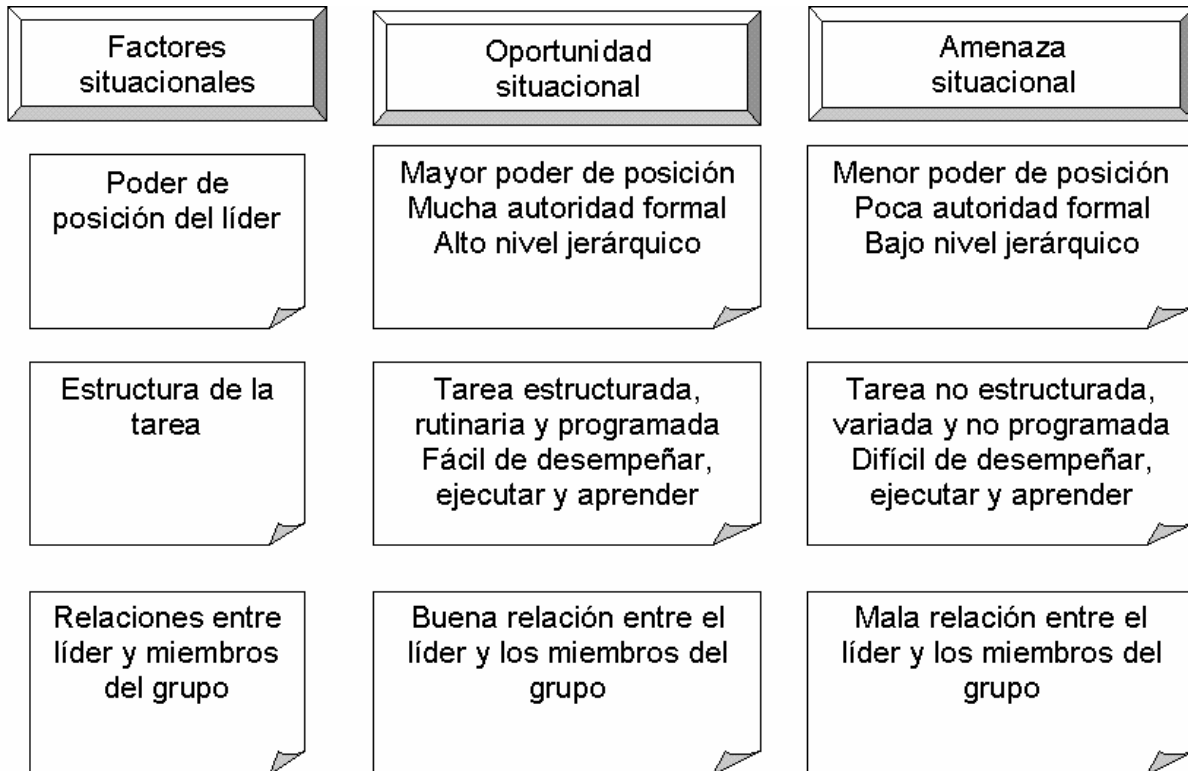 Factores
situacionales
Oportunidad
situacional
Amenaza
situacional
Poder de
posición del líder
Mayor poder de posición
Mucha autoridad formal
Alto nivel jerárquico
Menor poder de posición
Poca autoridad formal
Bajo nivel jerárquico
Estructura de la
tarea
Tarea estructurada,
rutinaria y programada
Fácil de desempeñar,
ejecutar y aprender
Tarea no estructurada,
variada y no programada
Difícil de desempeñar,
ejecutar y aprender
Relaciones entre
líder y miembros
del grupo
Buena relación entre el
líder y los miembros del
grupo
Mala relación entre el
líder y los miembros del
grupo